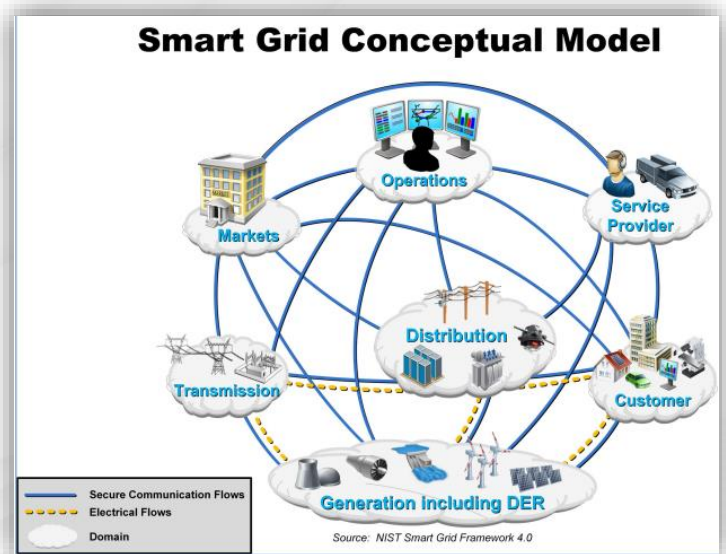 Smart Grid Conceptual Model
Operations
Markets
Service
Provider
Distribution
Transmission
Customer
Generation including DER
Secure Communication Flows
Electrical Flows
Domain
Source: NIST Smart Grid Framework 4.0